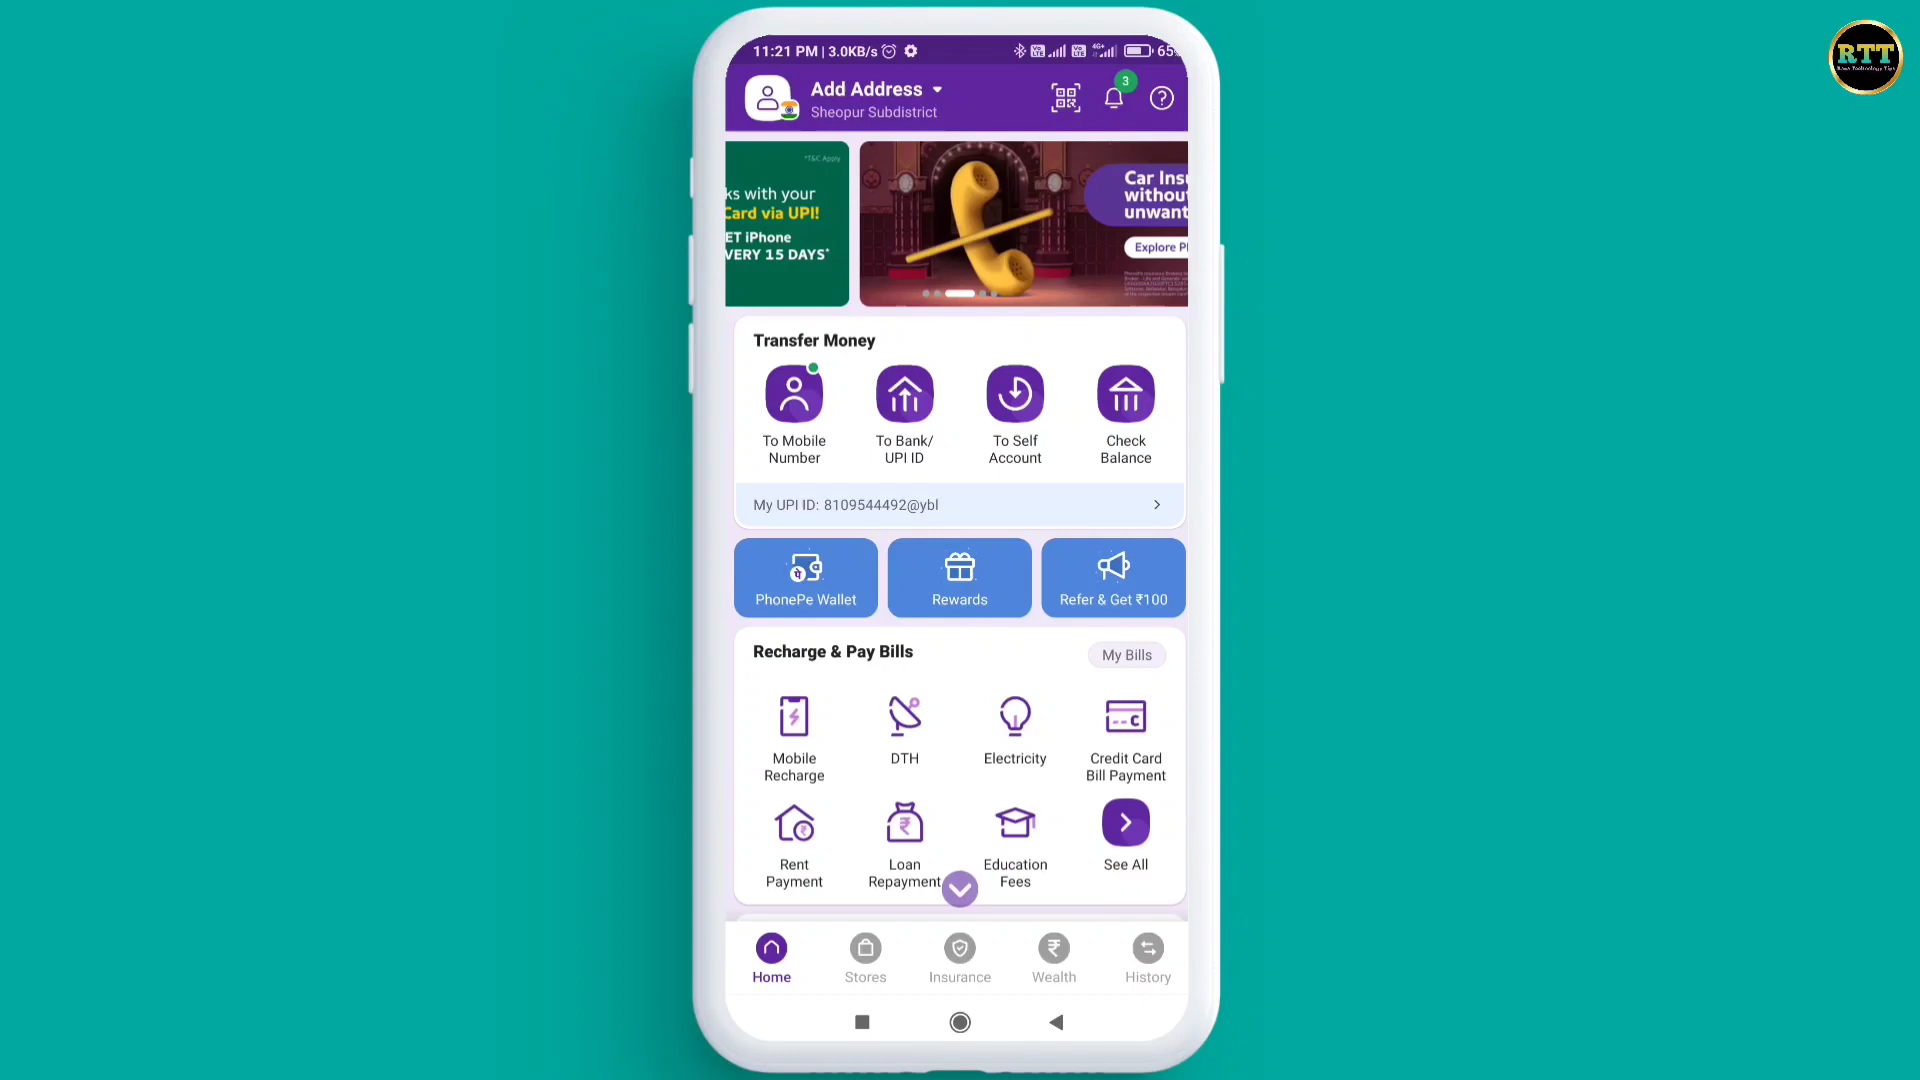 RTT
11:21 PM | 3.0KB/s
4G+
65
Add Address
Sheopur Subdistrict
3
*T&C Apply
ks with your
Card via UPI!
ET iPhone
VERY 15 DAYS*
Car Ins
without
unwant
Explore Pl
Transfer Money
To Mobile
Number
To Bank/
UPI ID
To Self
Account
Check
Balance
My UPI ID: 8109544492@ybl
PhonePe Wallet
Rewards
Refer & Get ₹100
Recharge & Pay Bills
My Bills
Mobile
Recharge
DTH
Electricity
Credit Card
Bill Payment
Rent
Payment
Loan
Repayment
Education
Fees
See All
Home
Stores
Insurance
Wealth
History